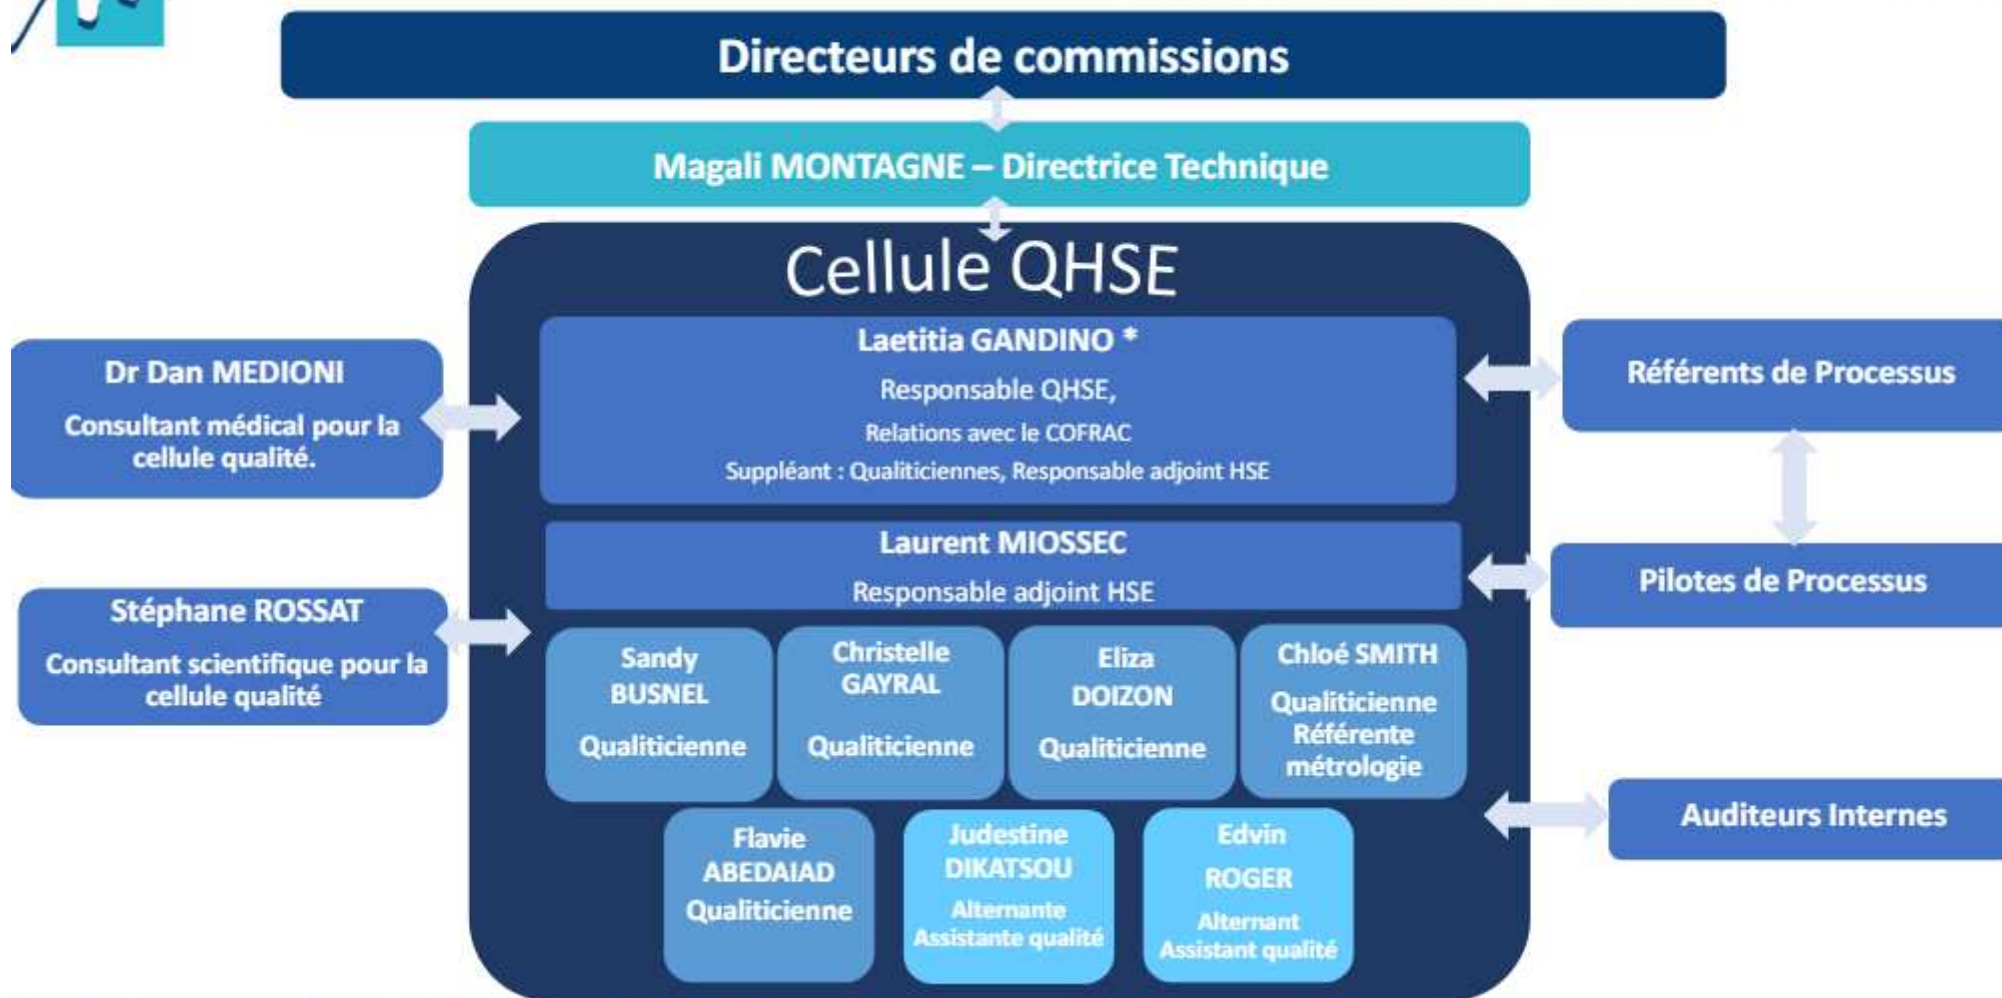 Directeurs de commissions
Magali MONTAGNE – Directrice Technique
Cellule QHSE
Laetitia GANDINO *
Responsable QHSE,
Relations avec le COFRAC
Suppléant : Qualiticiennes, Responsable adjoint HSE
Dr Dan MEDIONI
Consultant médical pour la
cellule qualité.
Référents de Processus
Laurent MIOSSEC
Responsable adjoint HSE
Pilotes de Processus
Stéphane ROSSAT
Consultant scientifique pour la
cellule qualité
Sandy
BUSNEL
Qualiticienne
Christelle
GAYRAL
Qualiticienne
Eliza
DOIZON
Qualiticienne
Chloé SMITH
Qualiticienne
Référente
métrologie
Auditeurs Internes
Flavie
ABEDAIAD
Qualiticienne
Judestine
DIKATSOU
Alternante
Assistante qualité
Edvin
ROGER
Alternant
Assistant qualité